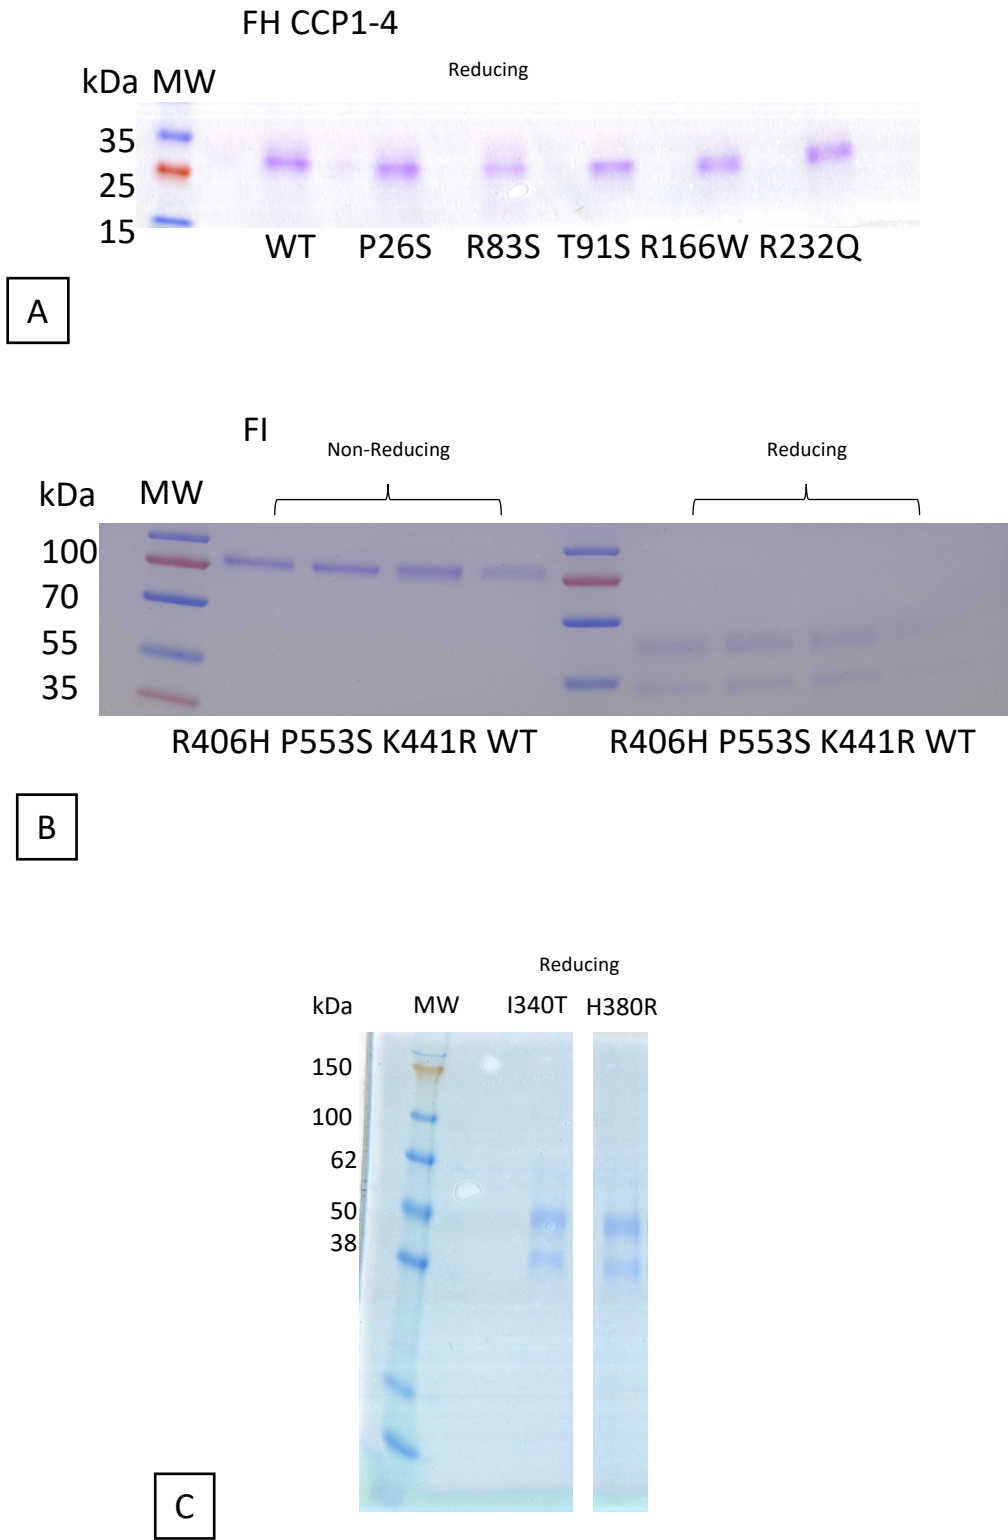 FH CCP1-4
Reducing
kDa MW
35
25
15
WT P26S R83S T91S R166W R232Q
A
FI
Non-Reducing Reducing
kDa MW
100
70
55
35
R406H P553S K441R WT R406H P553S K441R WT
B
Reducing
kDa MW I340T H380R
150
100
62
50
38
C